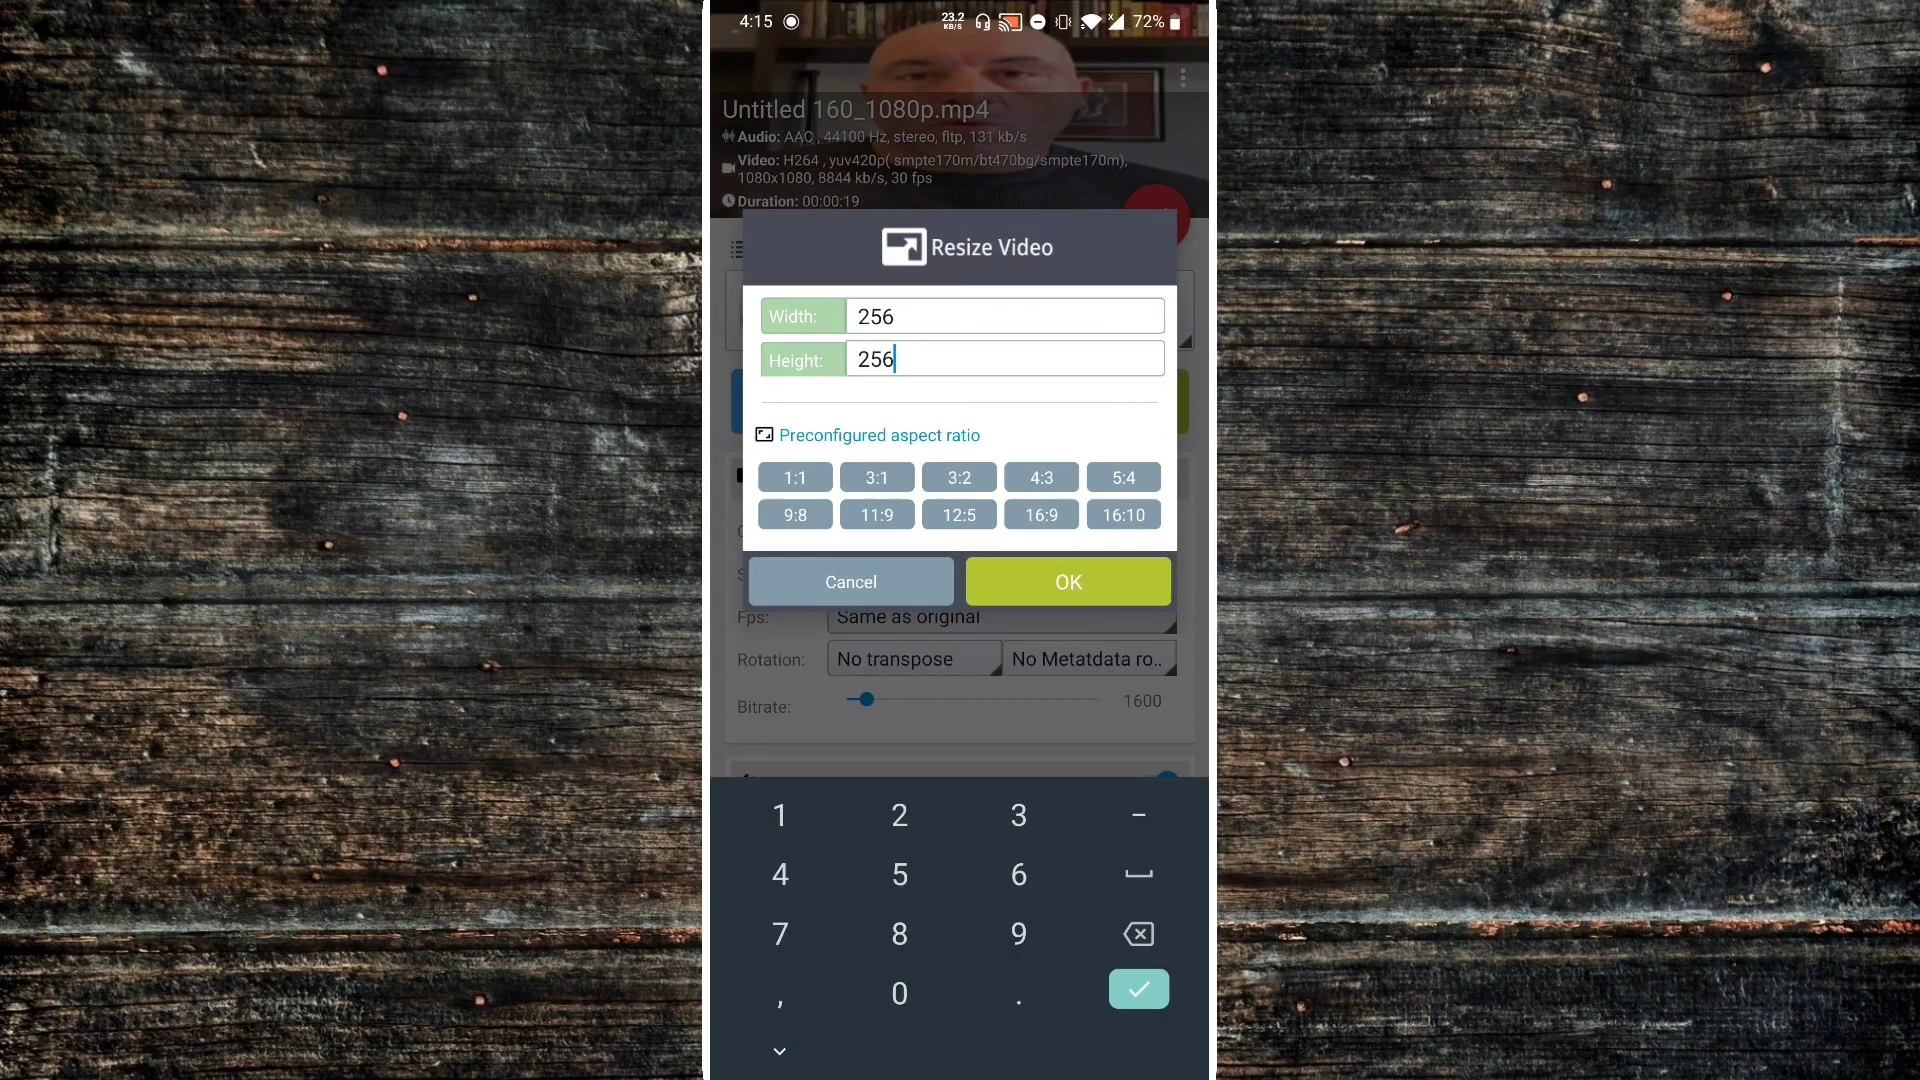 4:15
23.2
KB/S
72%
Untitled 160_1080p.mp4
Audio: AAC , 44100 Hz, stereo, fltp, 131 kb/s
Video: H264 , yuv420p( smpte170m/bt470bg/smpte170m),
1080x1080, 8844 kb/s, 30 fps
Duration: 00:00:19
Resize Video
Width: 256
Height: 256
Preconfigured aspect ratio
1:1 3:1 3:2 4:3 5:4
9:8 11:9 12:5 16:9 16:10
Cancel OK
Fps: Same as original
Rotation: No transpose No Metatdata ro..
Bitrate: 1600
1 2 3 –
4 5 6
7 8 9
, 0 .